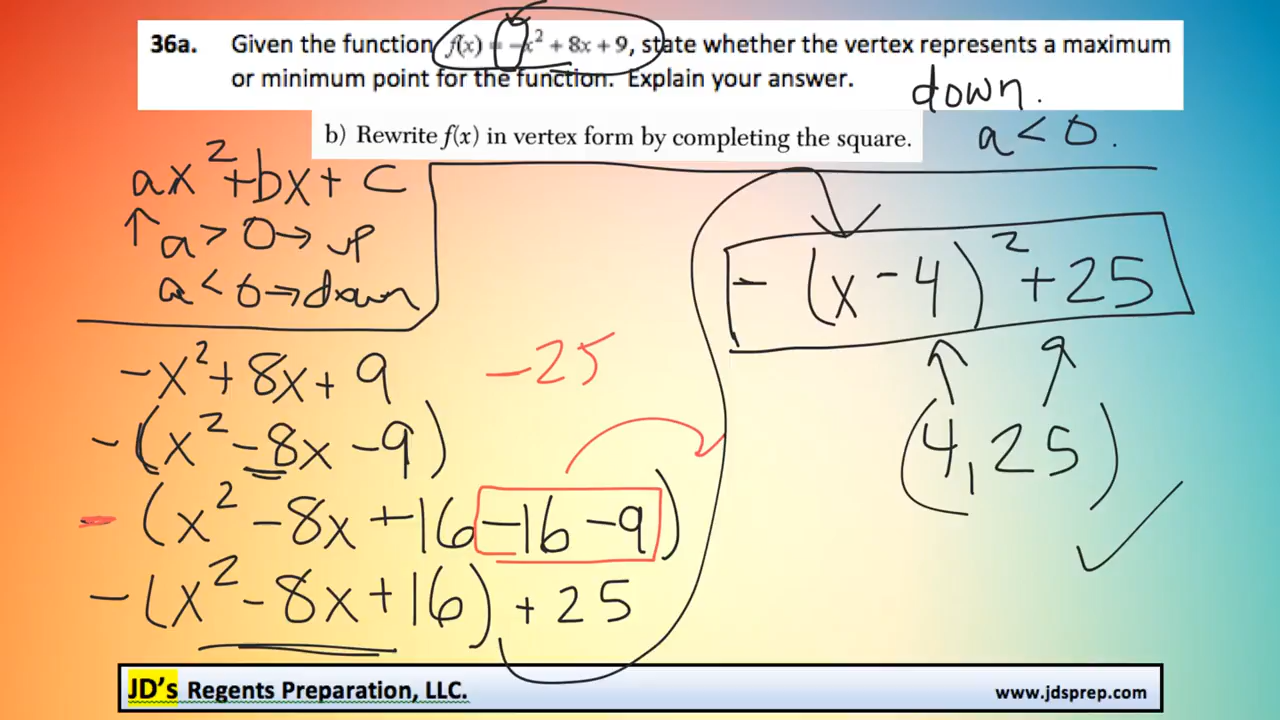 36a. Given the function f(x) = −x² + 8x + 9, state whether the vertex represents a maximum
or minimum point for the function. Explain your answer.
down.
b) Rewrite f(x) in vertex form by completing the square.
a < 0.
ax² + bx + c
↑ a > 0 → up
a < 0 → down
−x² + 8x + 9
−25
−(x² − 8x − 9)
−(x² − 8x + 16 − 16 − 9)
−(x² − 8x + 16) + 25
−(x − 4)² + 25
(4, 25)
JD's Regents Preparation, LLC.
www.jdsprep.com